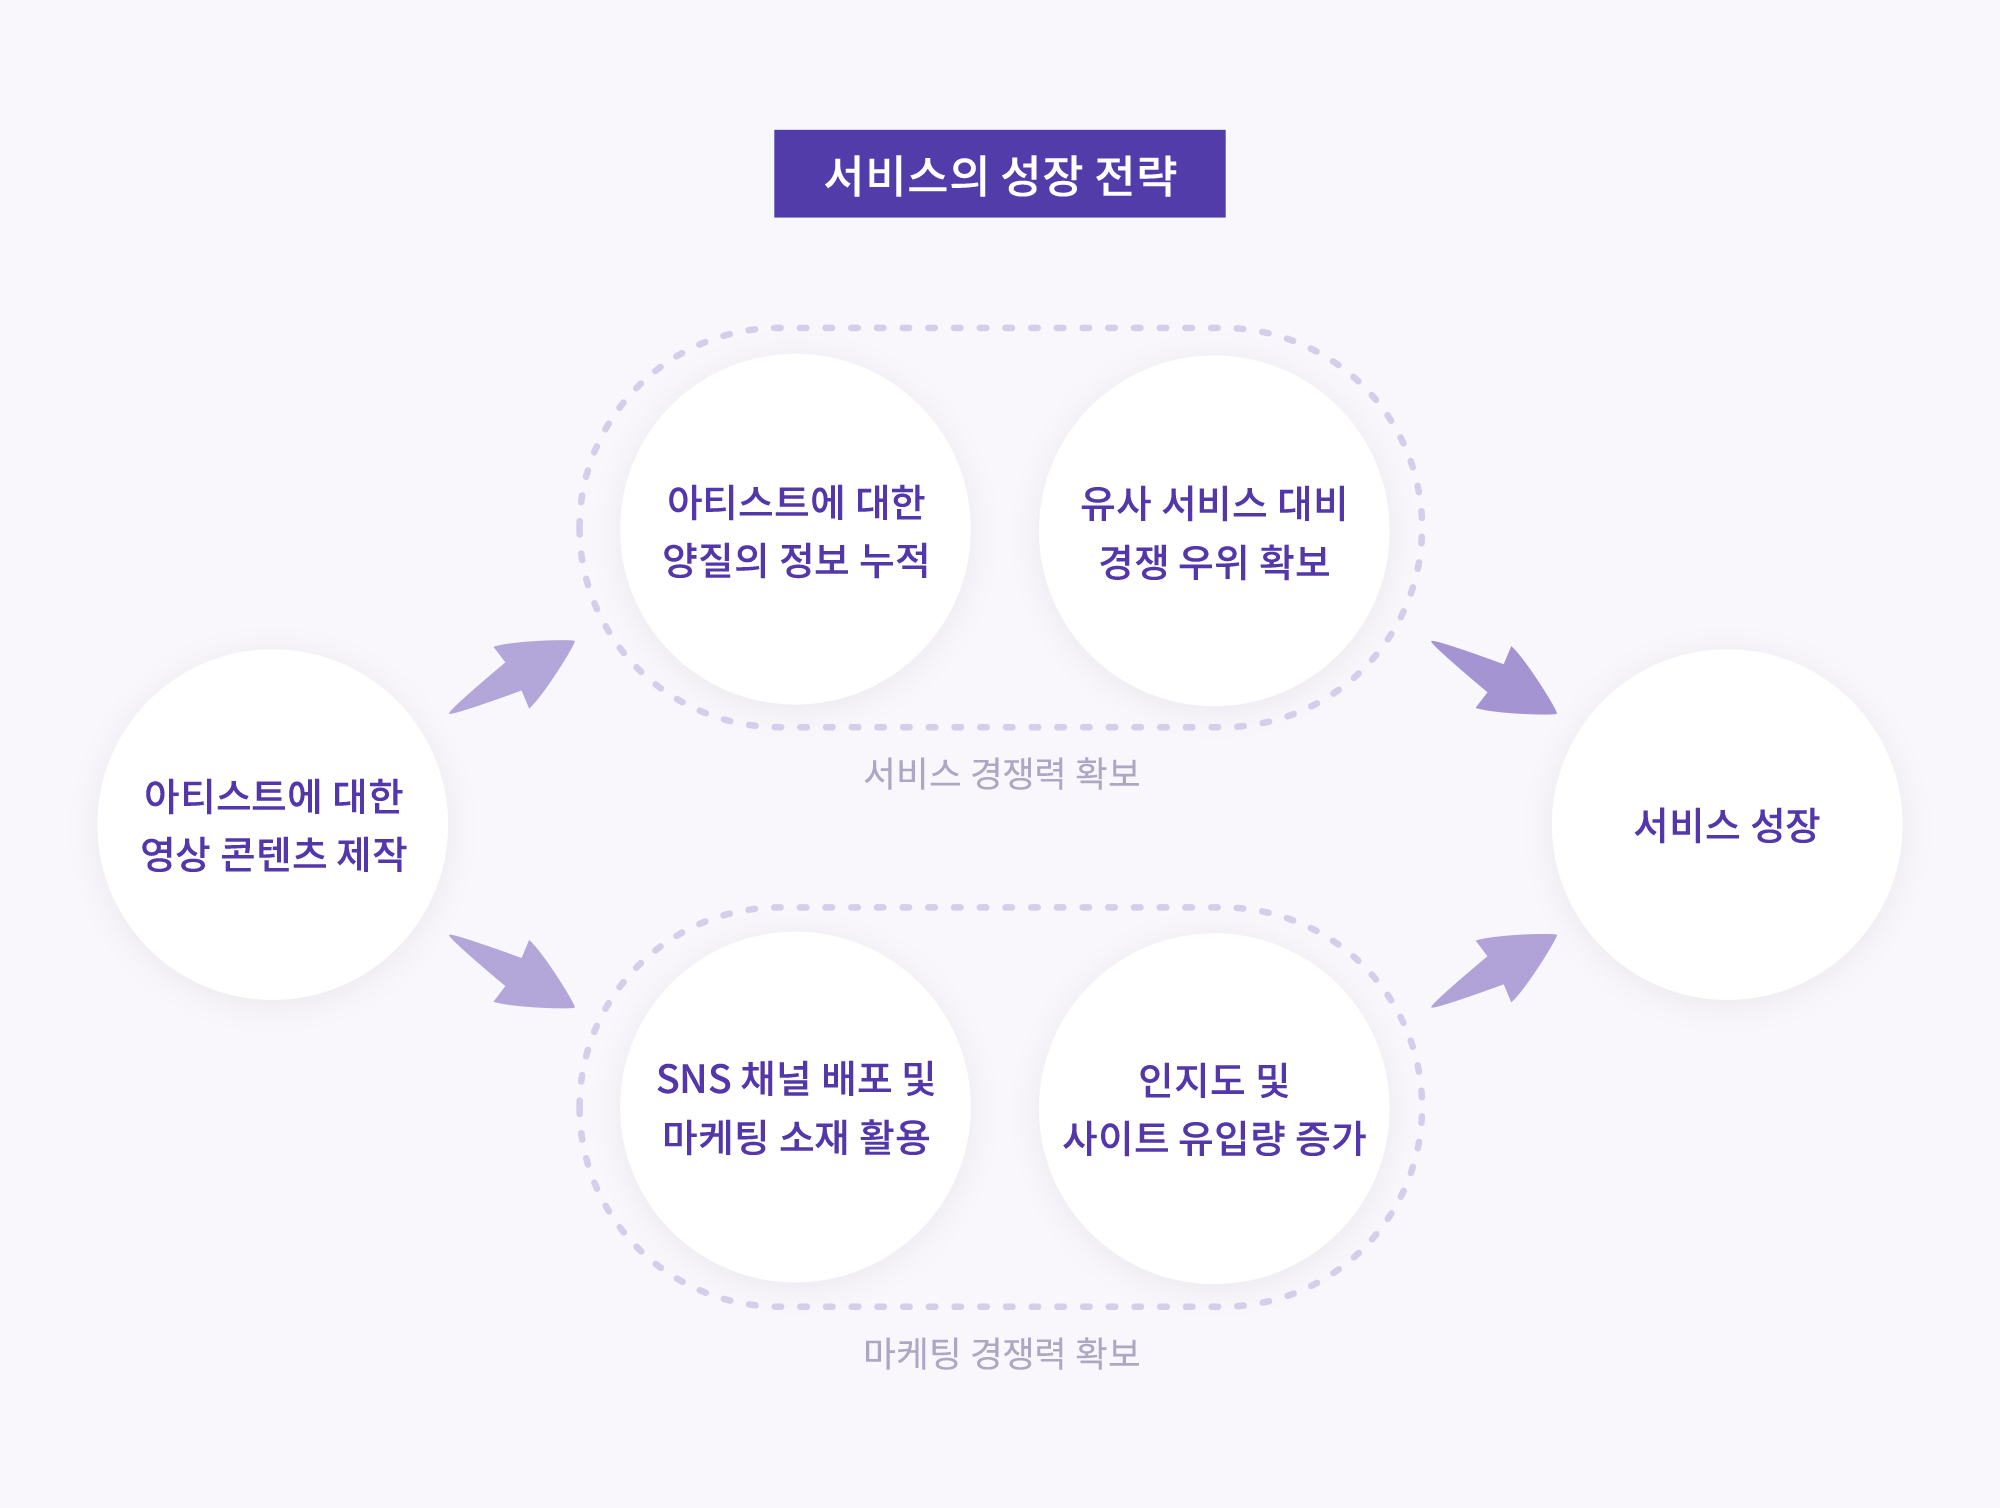 서비스의 성장 전략
아티스트에 대한
영상 콘텐츠 제작
아티스트에 대한
양질의 정보 누적
유사 서비스 대비
경쟁 우위 확보
서비스 경쟁력 확보
SNS 채널 배포 및
마케팅 소재 활용
인지도 및
사이트 유입량 증가
마케팅 경쟁력 확보
서비스 성장